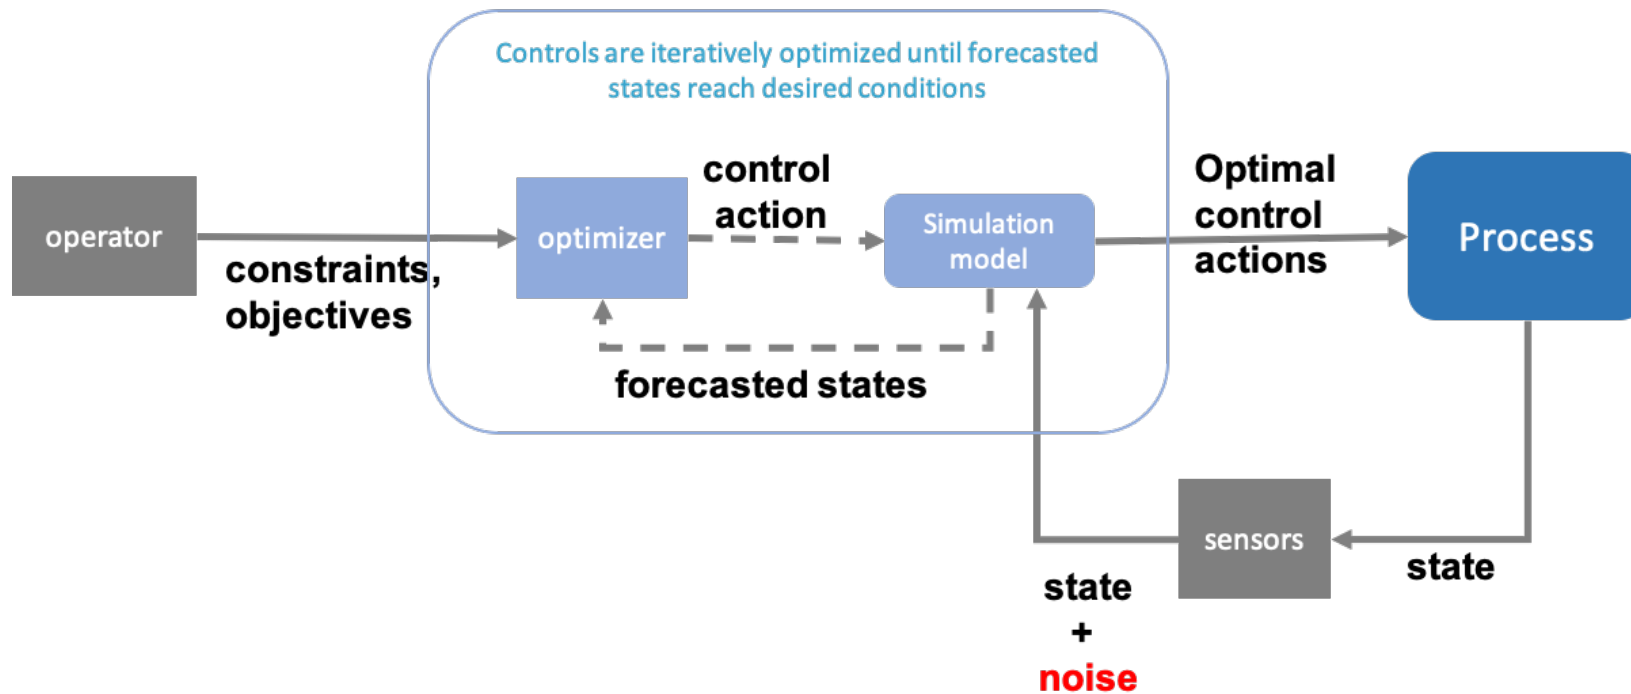 Controls are iteratively optimized until forecasted
states reach desired conditions
operator
constraints,
objectives
optimizer
control
action
Simulation
model
forecasted states
Optimal
control
actions
Process
sensors
state
state
+
noise